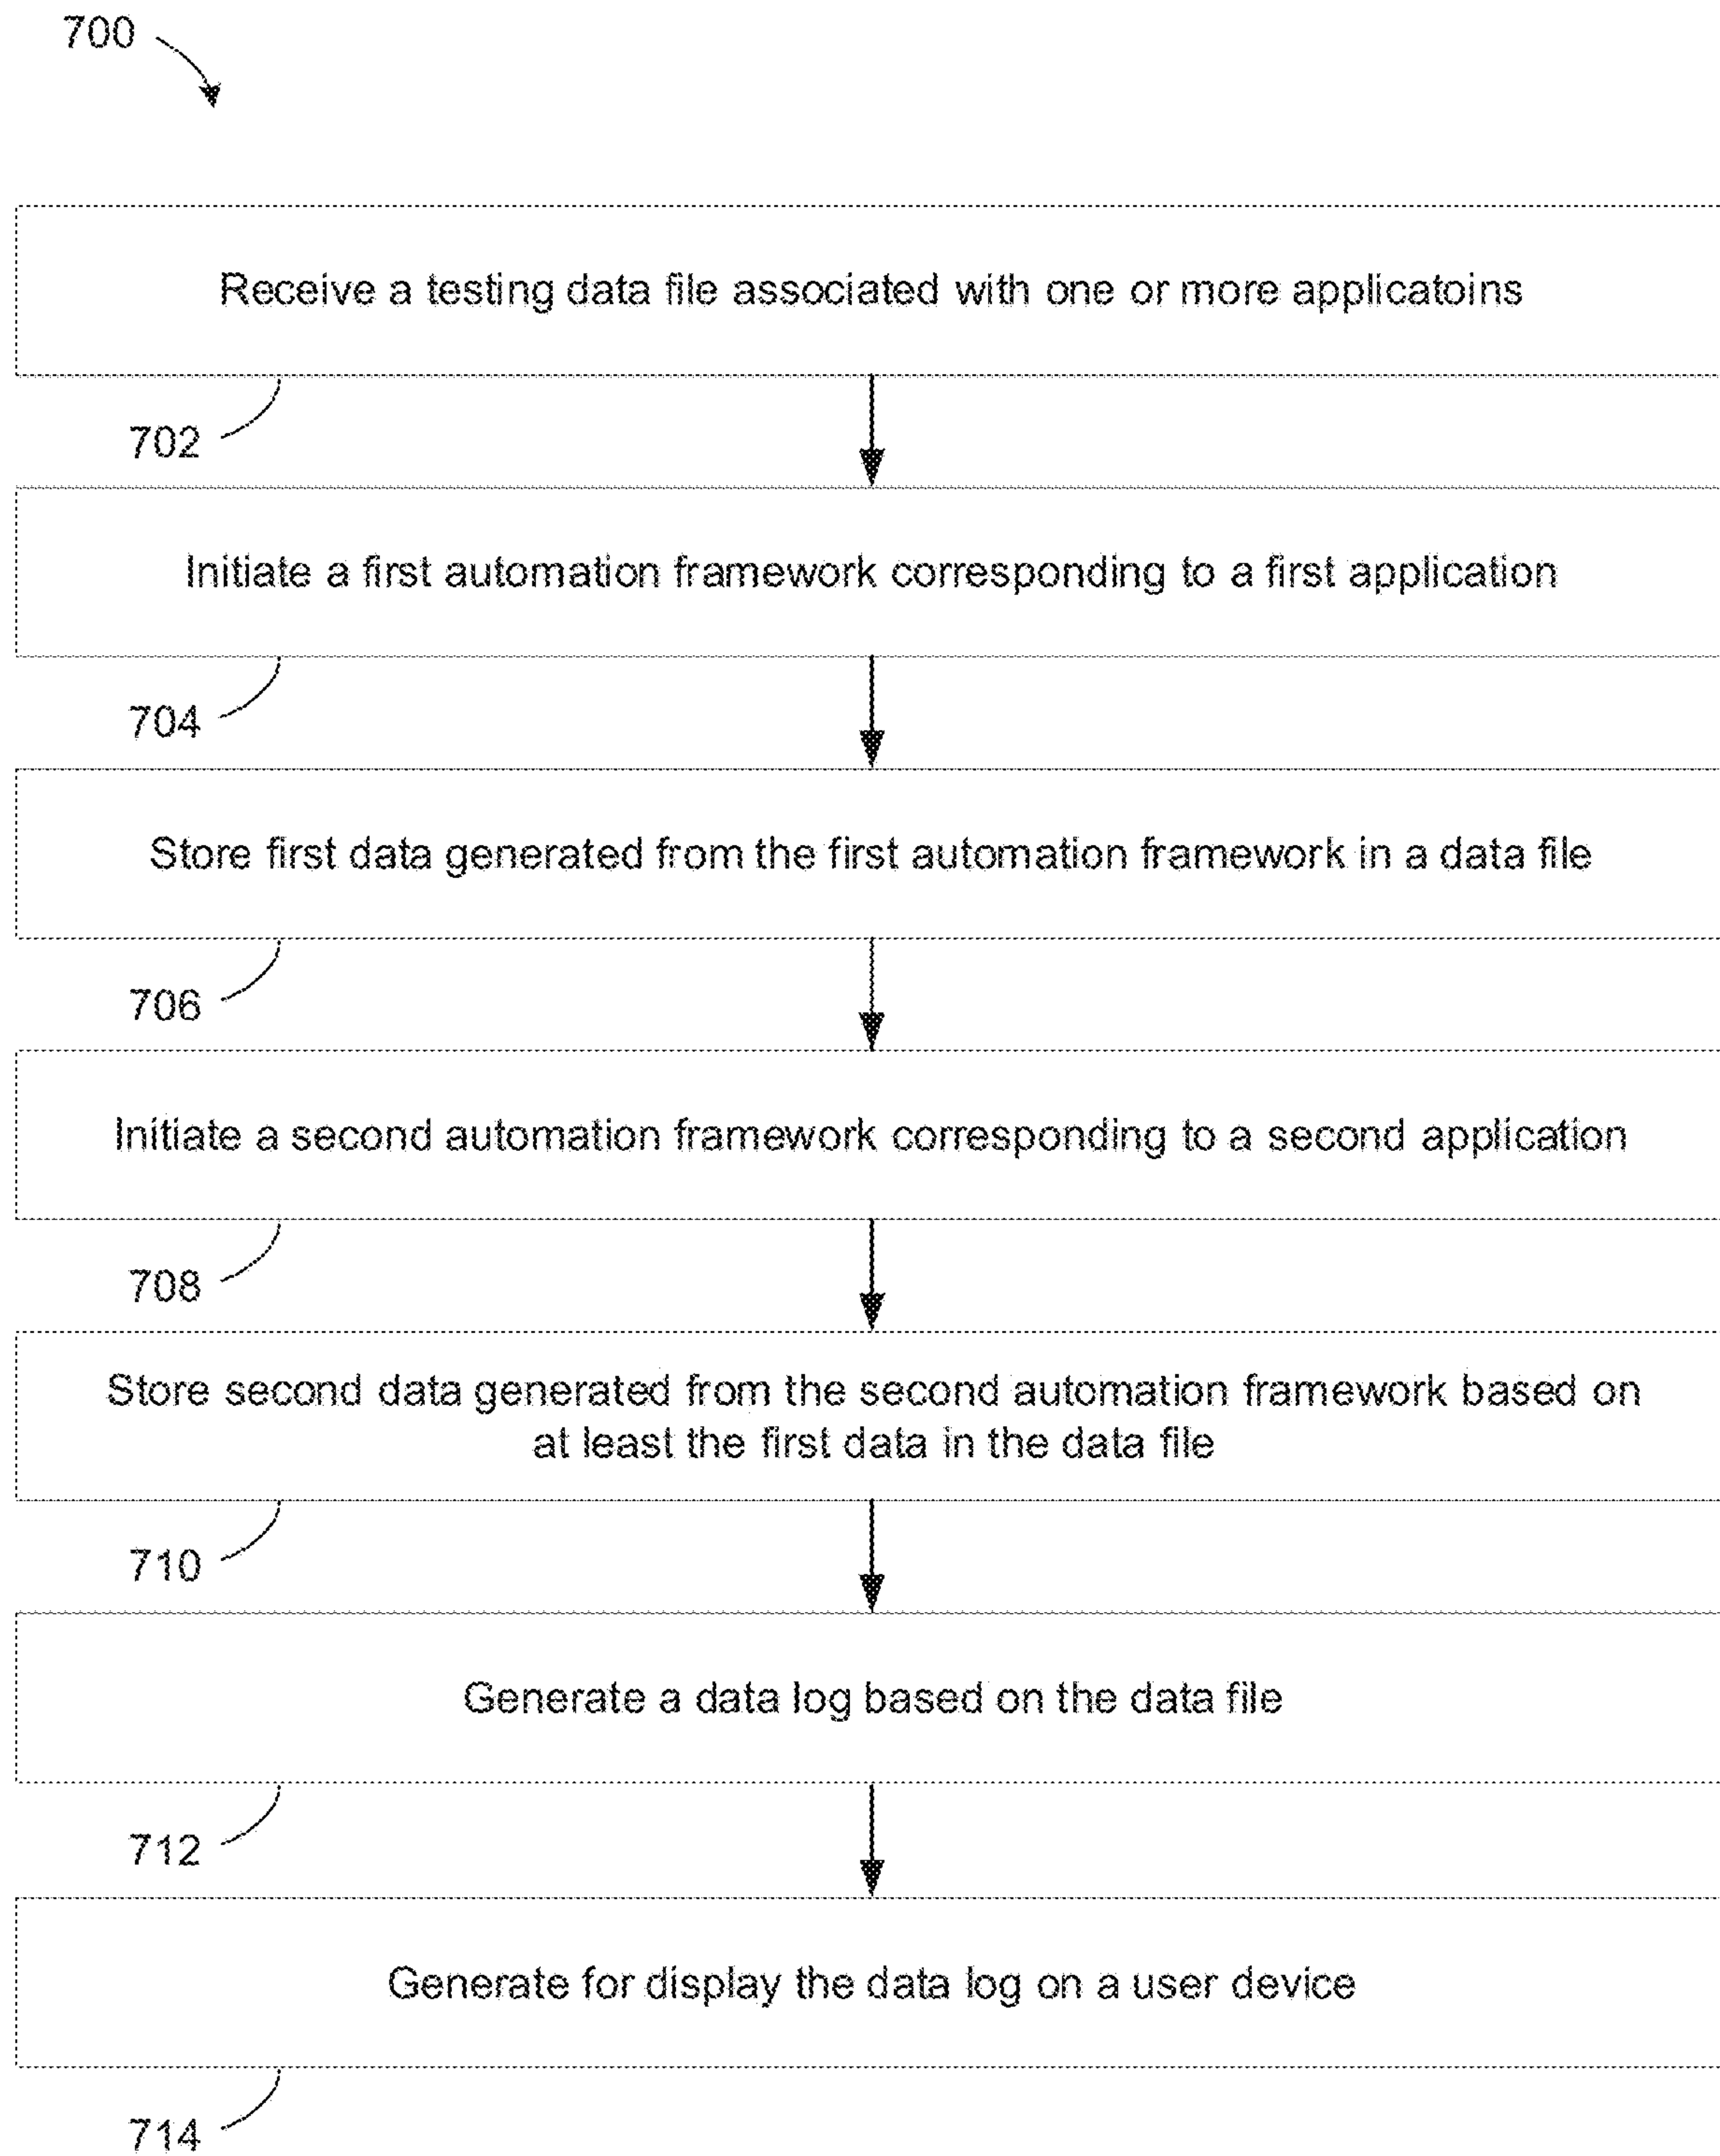 700
Receive a testing data file associated with one or more applicatoins
702
Initiate a first automation framework corresponding to a first application
704
Store first data generated from the first automation framework in a data file
706
Initiate a second automation framework corresponding to a second application
708
Store second data generated from the second automation framework based on
at least the first data in the data file
710
Generate a data log based on the data file
712
Generate for display the data log on a user device
714